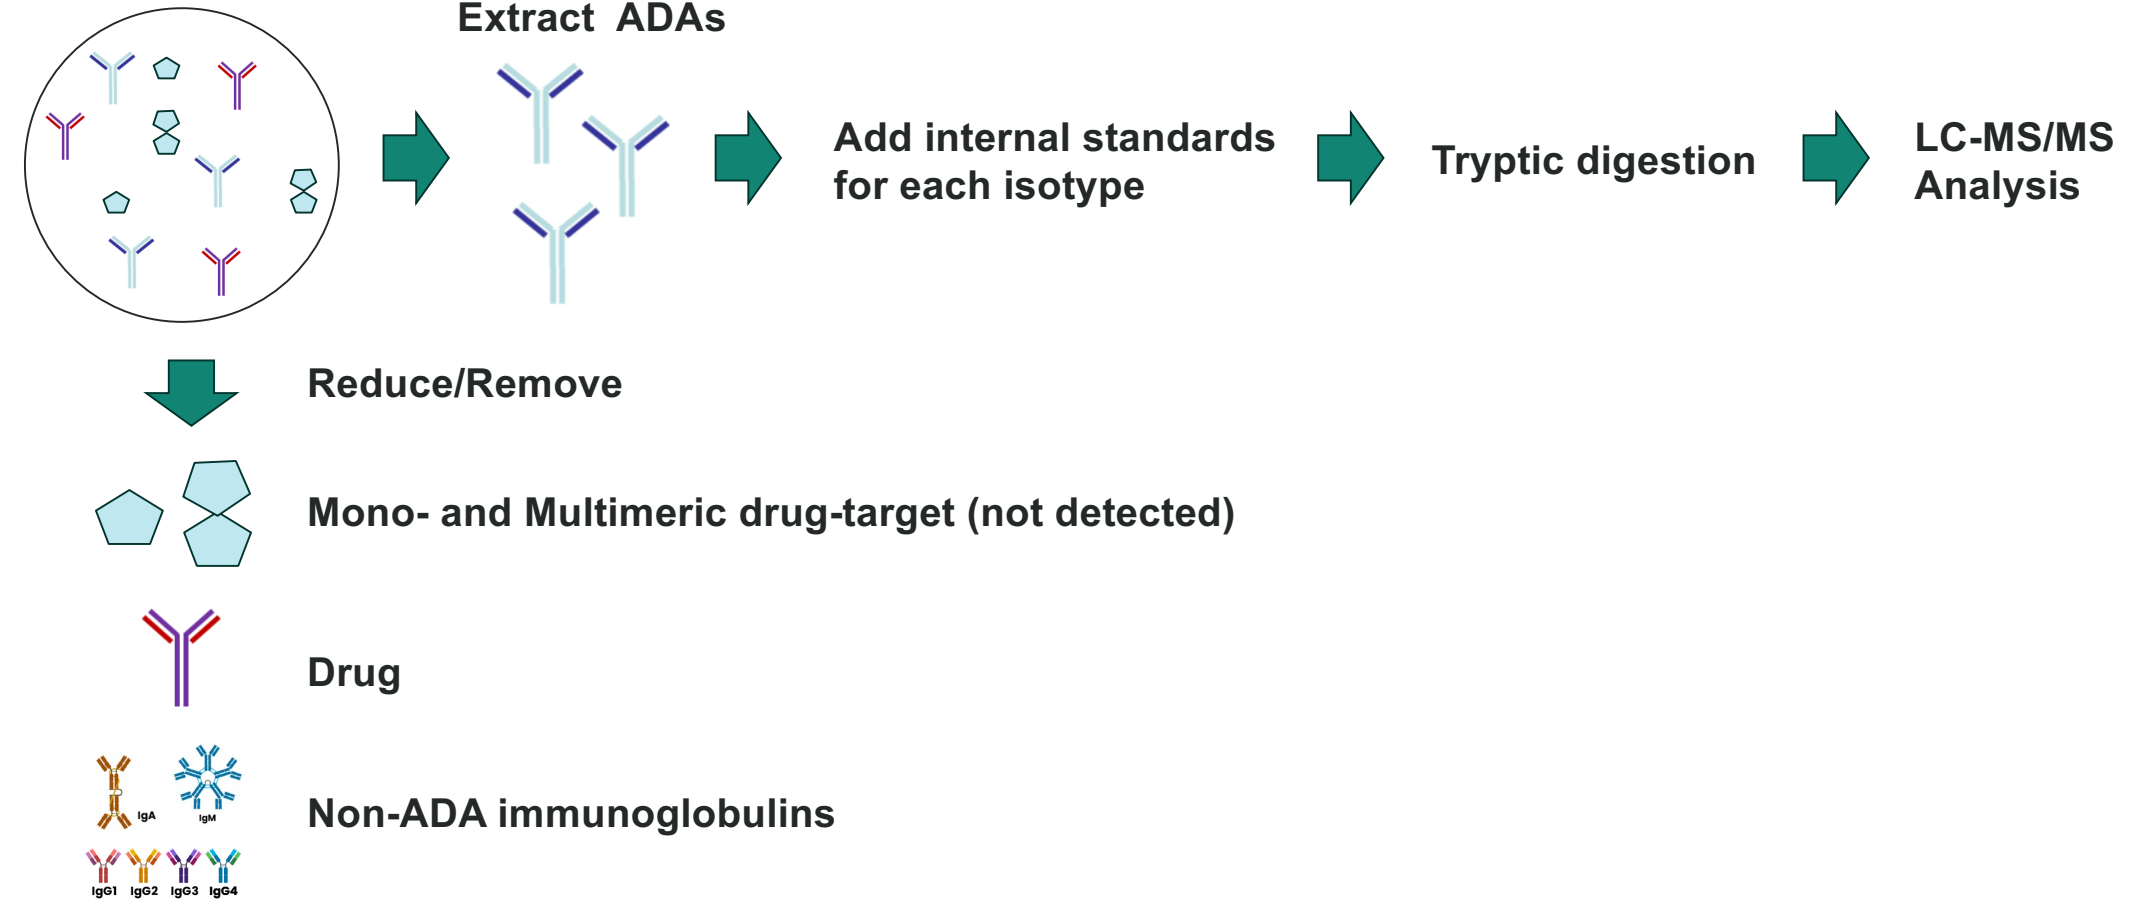 Extract ADAs
Add internal standards
for each isotype
Tryptic digestion
LC-MS/MS
Analysis
Reduce/Remove
Mono- and Multimeric drug-target (not detected)
Drug
IgA
IgM
Non-ADA immunoglobulins
IgG1 IgG2 IgG3 IgG4